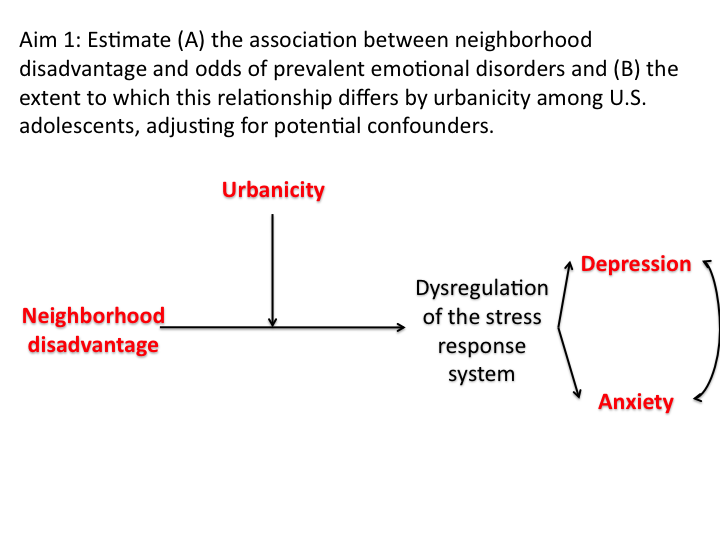 Aim 1: Estimate (A) the association between neighborhood
disadvantage and odds of prevalent emotional disorders and (B) the
extent to which this relationship differs by urbanicity among U.S.
adolescents, adjusting for potential confounders.
Urbanicity
Neighborhood
disadvantage
Dysregulation
of the stress
response
system
Depression
Anxiety